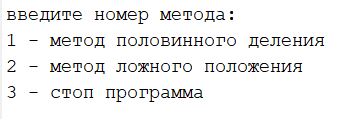 введите номер метода:
1 - метод половинного деления
2 - метод ложного положения
3 - стоп программа